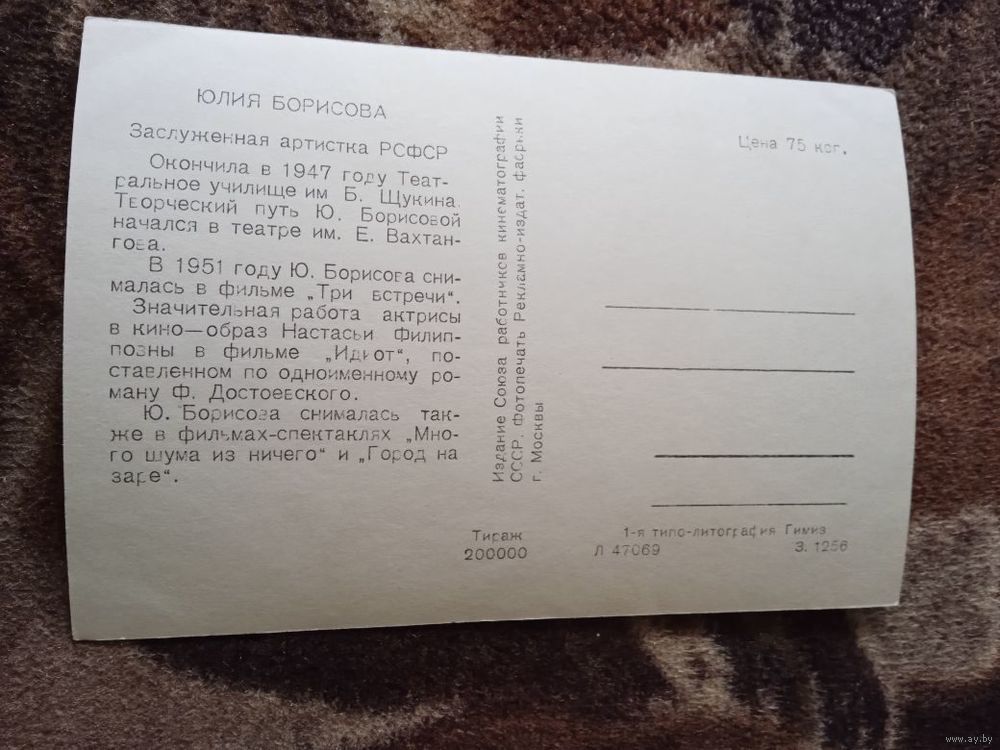 ЮЛИЯ БОРИСОВА
Заслуженная артистка РСФСР
Окончила в 1947 году Теат-
ральное училище им Б. Щукина.
Творческий путь Ю. Борисовой
начался в театре им. Е. Вахтан-
гова.
В 1951 году Ю. Борисова сни-
малась в фильме „Три встречи“.
Значительная работа актрисы
в кино—образ Настасьи Филип-
повны в фильме „Идиот“, по-
ставленном по одноименному ро-
ману Ф. Достоевского.
Ю. Борисова снималась так-
же в фильмах-спектаклях „Мно-
го шума из ничего“ и „Город на
заре“.
Тираж
200000
Издание Союза работников кинематографии
СССР. Фотопечать Рекламно-издат. фабрики
г. Москвы
Цена 75 коп.
1-я типо-литография Гимиз
Л 47069 З. 1256
www.ay.by